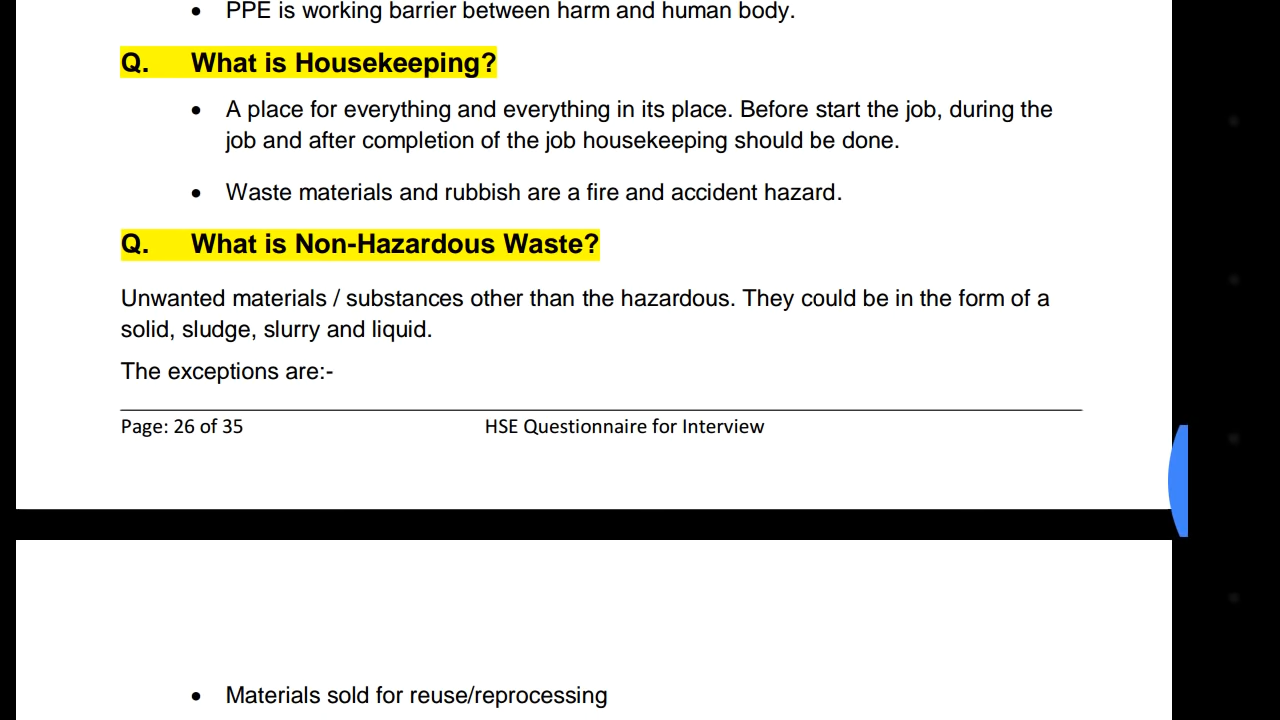 • PPE is working barrier between harm and human body.
Q. What is Housekeeping?
• A place for everything and everything in its place. Before start the job, during the
job and after completion of the job housekeeping should be done.
• Waste materials and rubbish are a fire and accident hazard.
Q. What is Non-Hazardous Waste?
Unwanted materials / substances other than the hazardous. They could be in the form of a
solid, sludge, slurry and liquid.
The exceptions are:-
Page: 26 of 35 HSE Questionnaire for Interview
• Materials sold for reuse/reprocessing